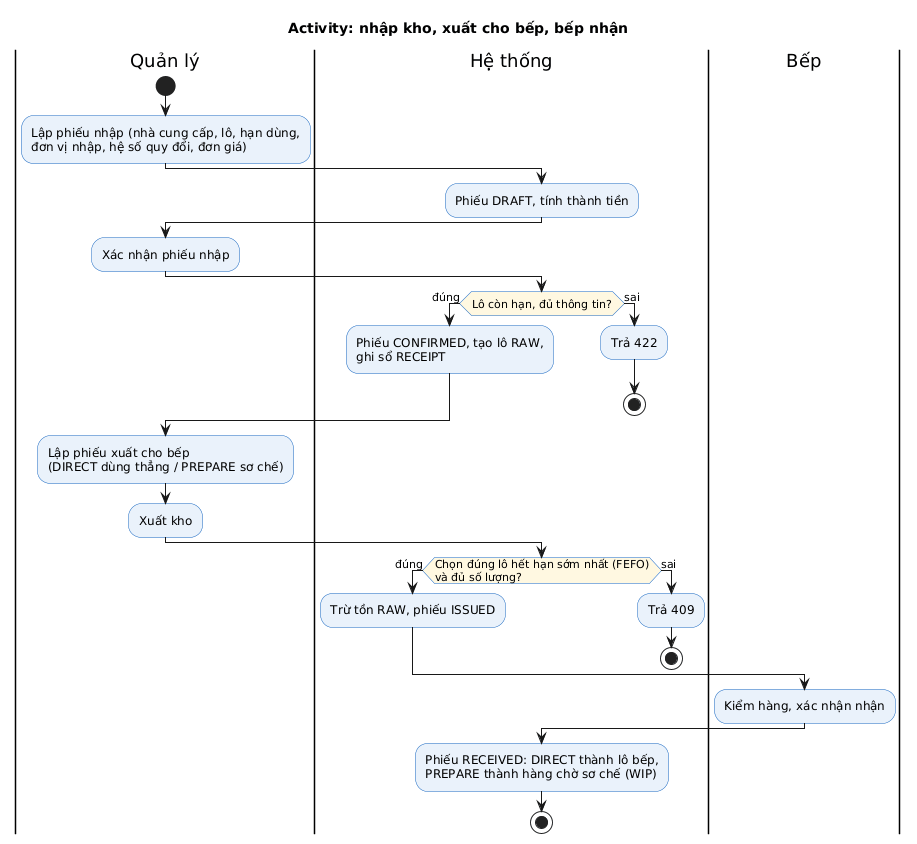 Activity: nhập kho, xuất cho bếp, bếp nhận
Quản lý
Hệ thống
Bếp
Lập phiếu nhập (nhà cung cấp, lô, hạn dùng,
đơn vị nhập, hệ số quy đổi, đơn giá)
Phiếu DRAFT, tính thành tiền
Xác nhận phiếu nhập
đúng
Lô còn hạn, đủ thông tin?
sai
Phiếu CONFIRMED, tạo lô RAW,
ghi sổ RECEIPT
Trả 422
Lập phiếu xuất cho bếp
(DIRECT dùng thẳng / PREPARE sơ chế)
Xuất kho
đúng
Chọn đúng lô hết hạn sớm nhất (FEFO)
và đủ số lượng?
sai
Trừ tồn RAW, phiếu ISSUED
Trả 409
Kiểm hàng, xác nhận nhận
Phiếu RECEIVED: DIRECT thành lô bếp,
PREPARE thành hàng chờ sơ chế (WIP)